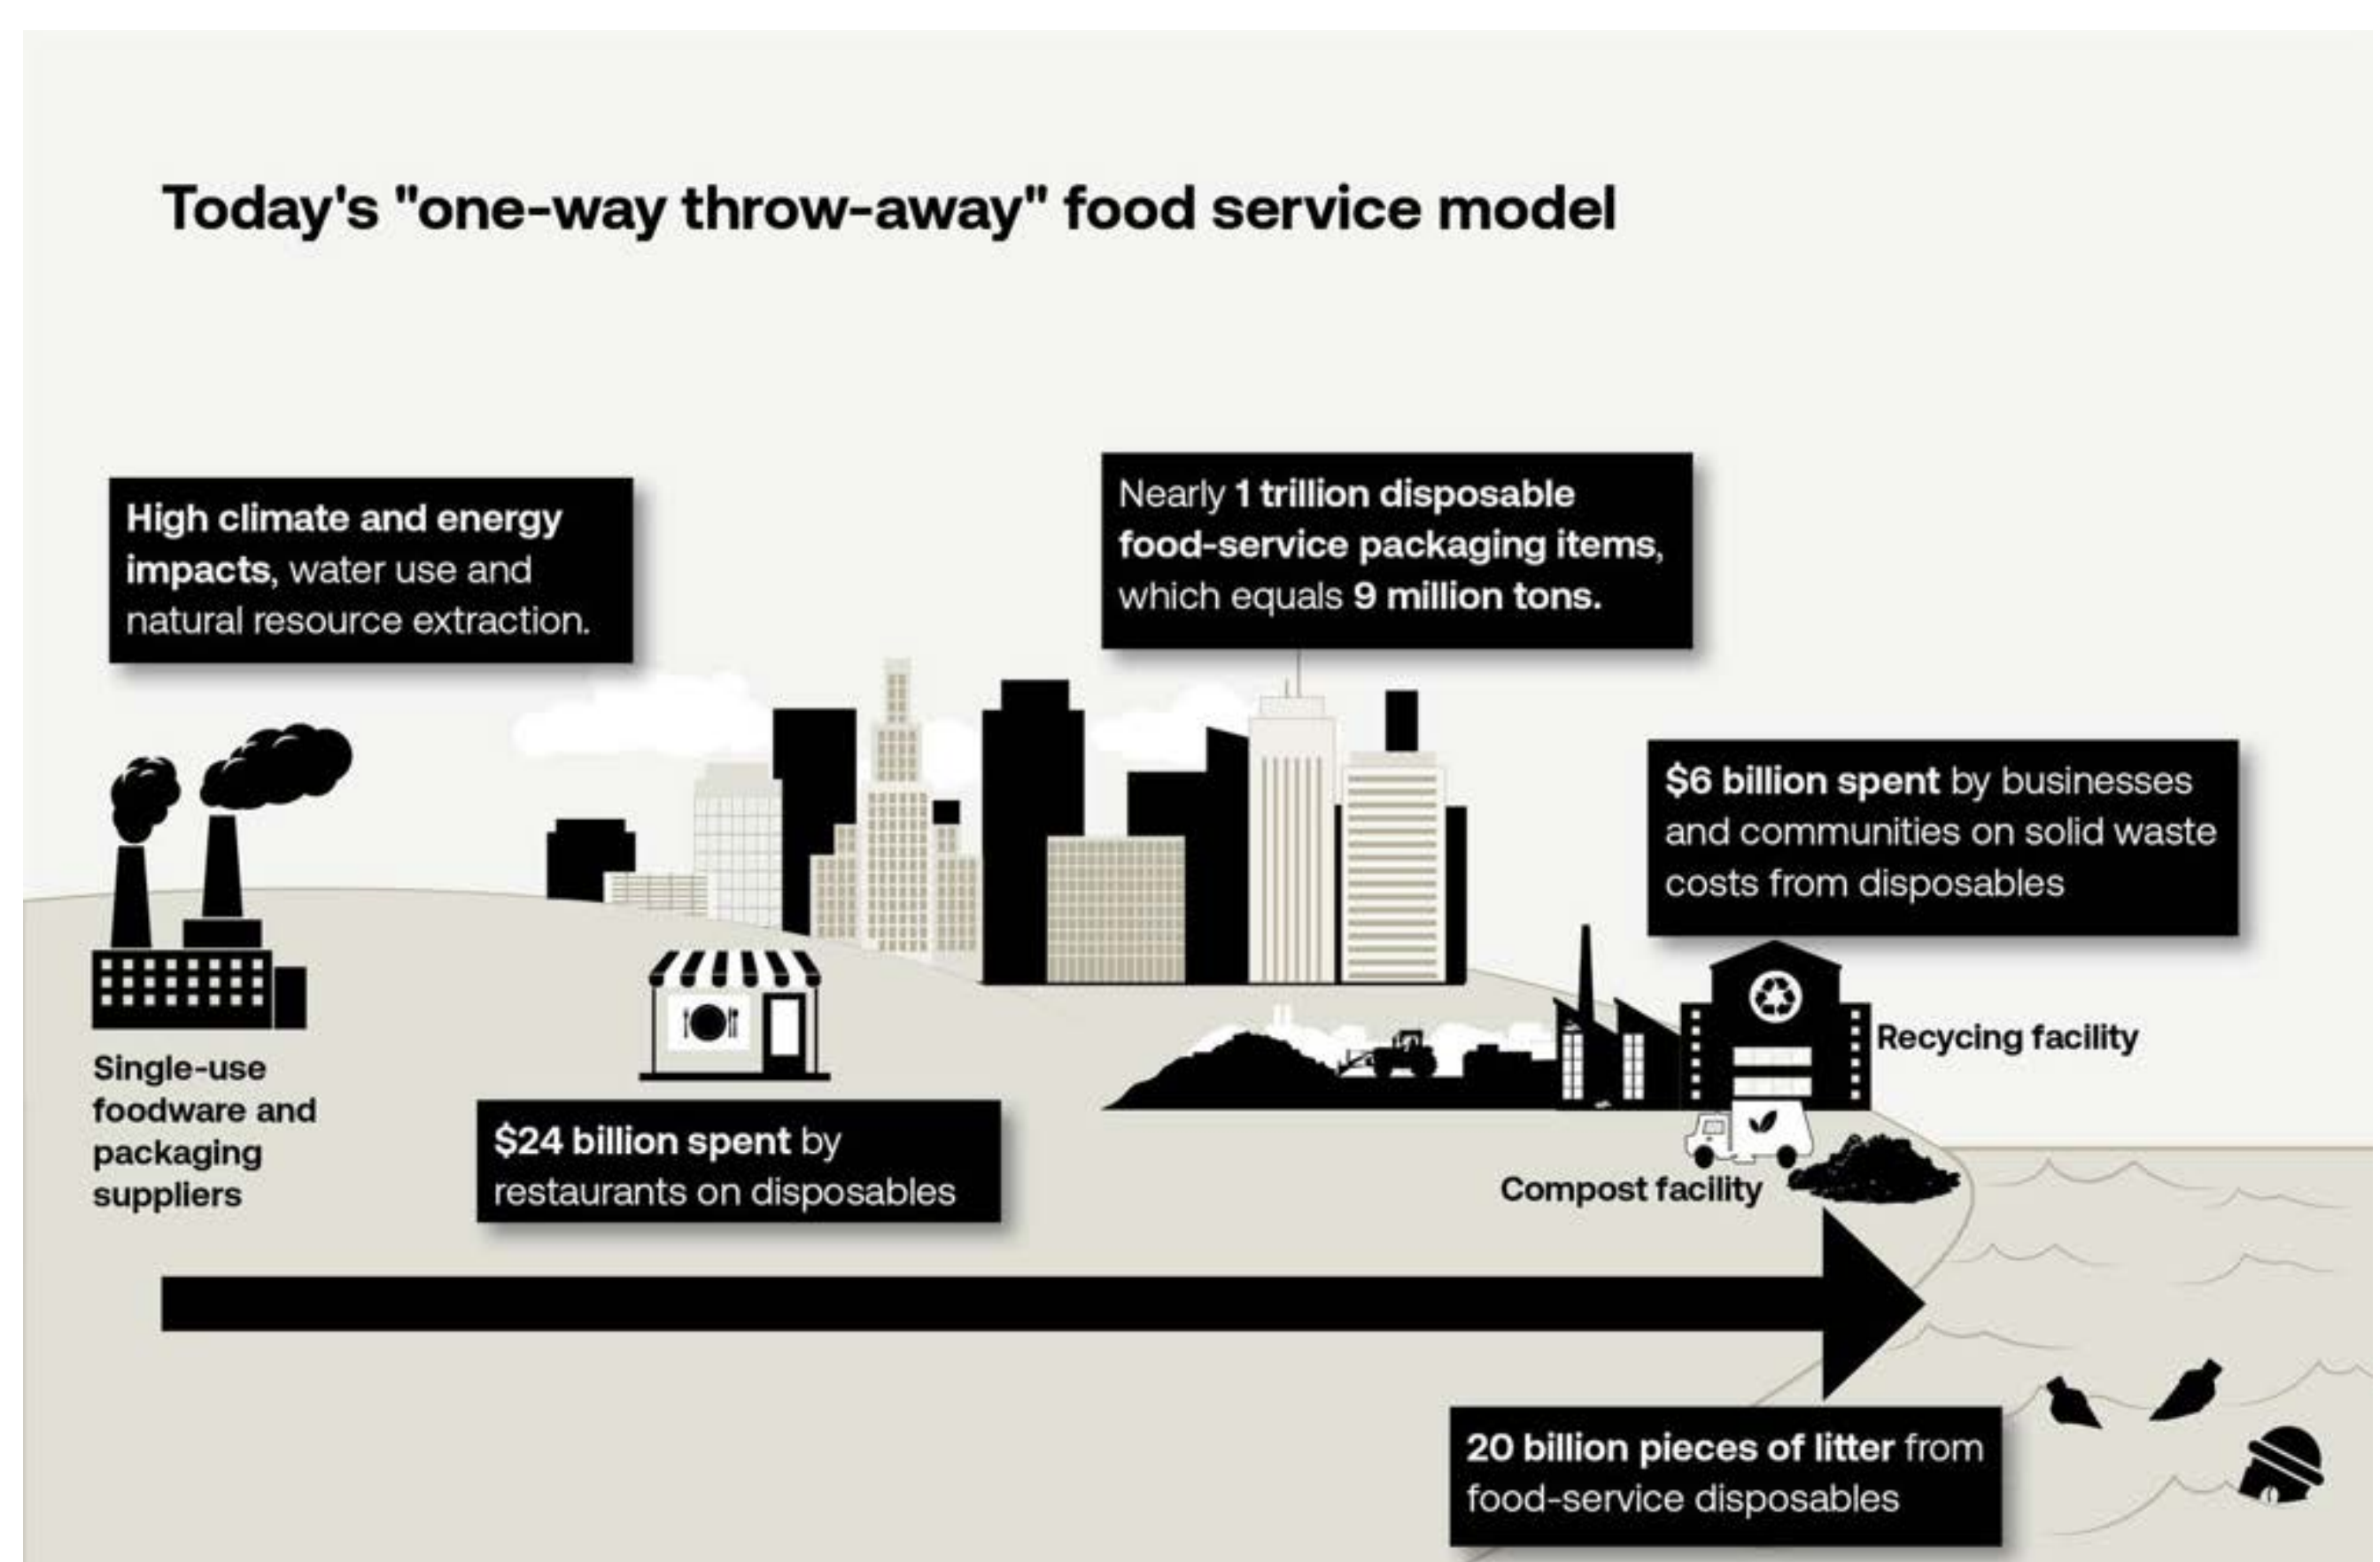 Today's "one-way throw-away" food service model
High climate and energy
impacts, water use and
natural resource extraction.
Nearly 1 trillion disposable
food-service packaging items,
which equals 9 million tons.
$6 billion spent by businesses
and communities on solid waste
costs from disposables
Recycing facility
Single-use
foodware and
packaging
suppliers
$24 billion spent by
restaurants on disposables
Compost facility
20 billion pieces of litter from
food-service disposables